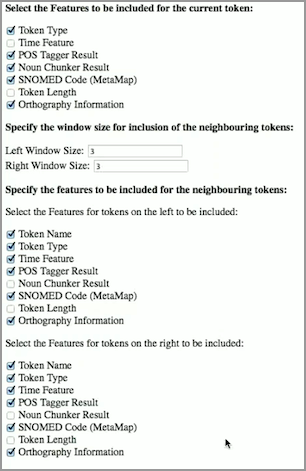 Select the Features to be included for the current token:
Token Type
Time Feature
POS Tagger Result
Noun Chunker Result
SNOMED Code (MetaMap)
Token Length
Orthography Information
Specify the window size for inclusion of the neighbouring tokens:
Left Window Size: 3
Right Window Size: 3
Specify the features to be included for the neighbouring tokens:
Select the Features for tokens on the left to be included:
Token Name
Token Type
Time Feature
POS Tagger Result
Noun Chunker Result
SNOMED Code (MetaMap)
Token Length
Orthography Information
Select the Features for tokens on the right to be included:
Token Name
Token Type
Time Feature
POS Tagger Result
Noun Chunker Result
SNOMED Code (MetaMap)
Token Length
Orthography Information